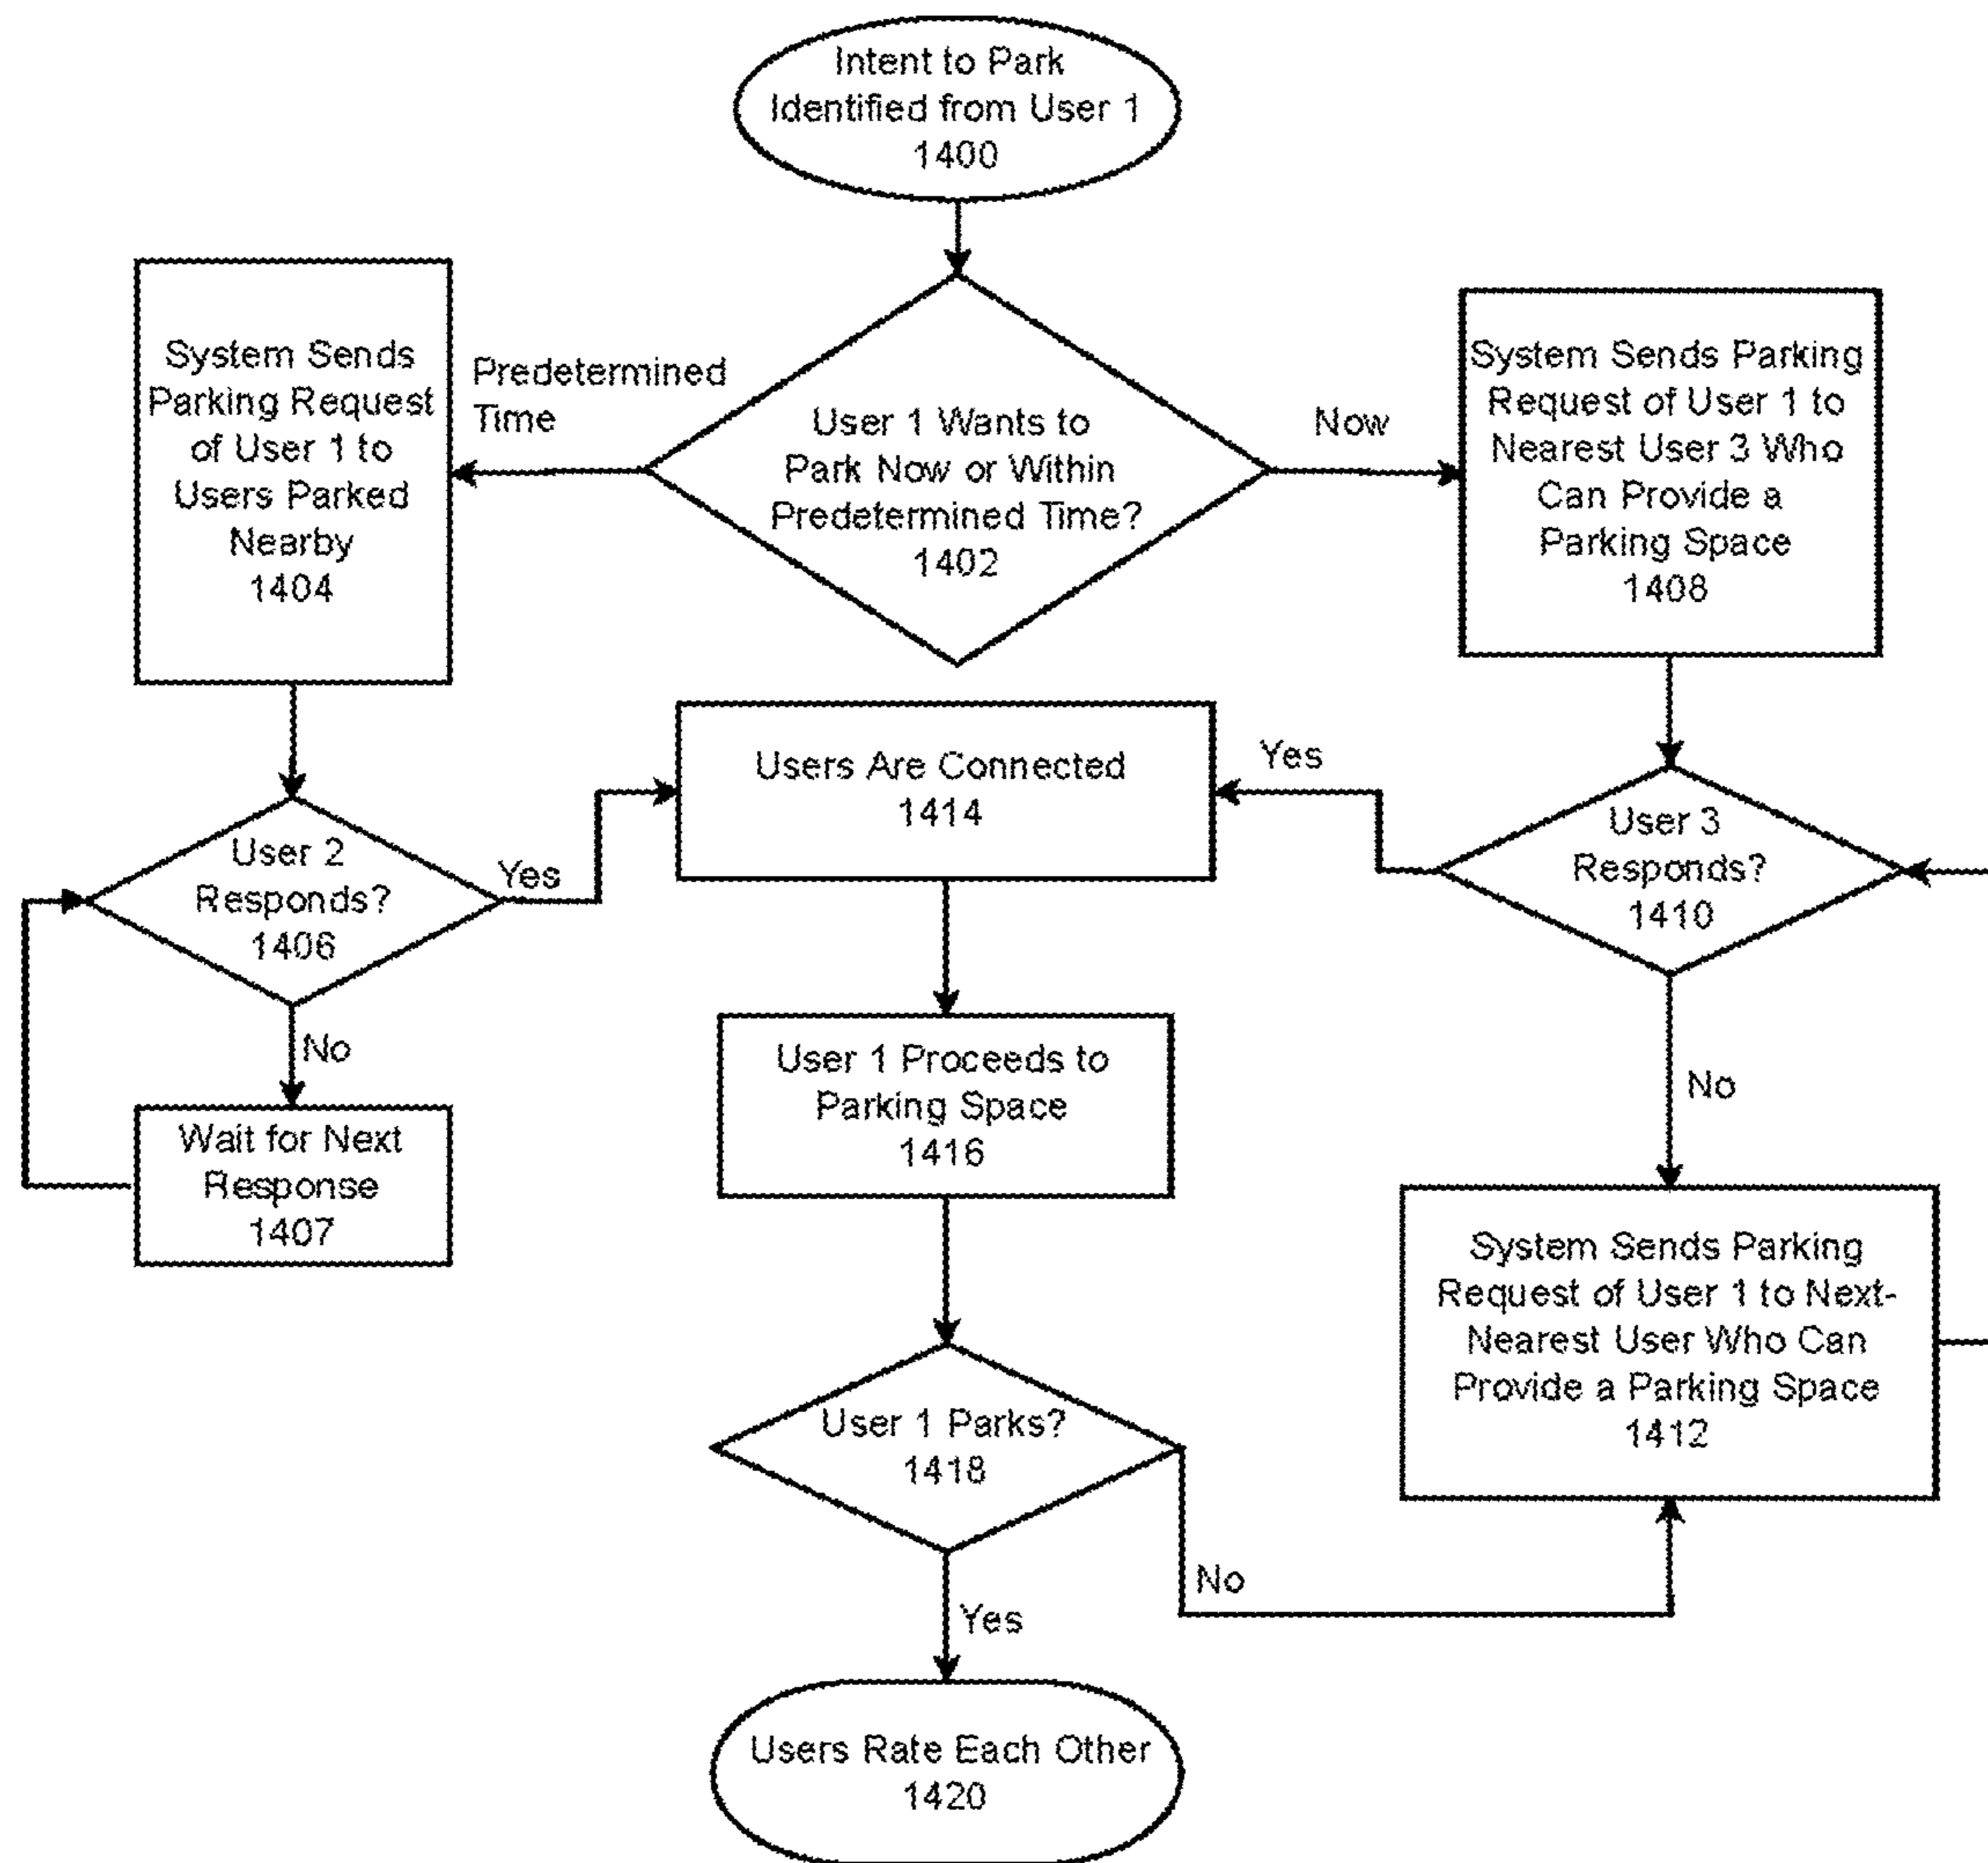 Intent to Park
Identified from User 1
1400
System Sends
Parking Request
of User 1 to
Users Parked
Nearby
1404
Predetermined
Time
User 1 Wants to
Park Now or Within
Predetermined Time?
1402
Now
System Sends Parking
Request of User 1 to
Nearest User 3 Who
Can Provide a
Parking Space
1408
User 2
Responds?
1406
Yes
Users Are Connected
1414
Yes
User 3
Responds?
1410
No
Wait for Next
Response
1407
User 1 Proceeds to
Parking Space
1416
No
System Sends Parking
Request of User 1 to Next-
Nearest User Who Can
Provide a Parking Space
1412
User 1 Parks?
1418
No
Yes
Users Rate Each Other
1420